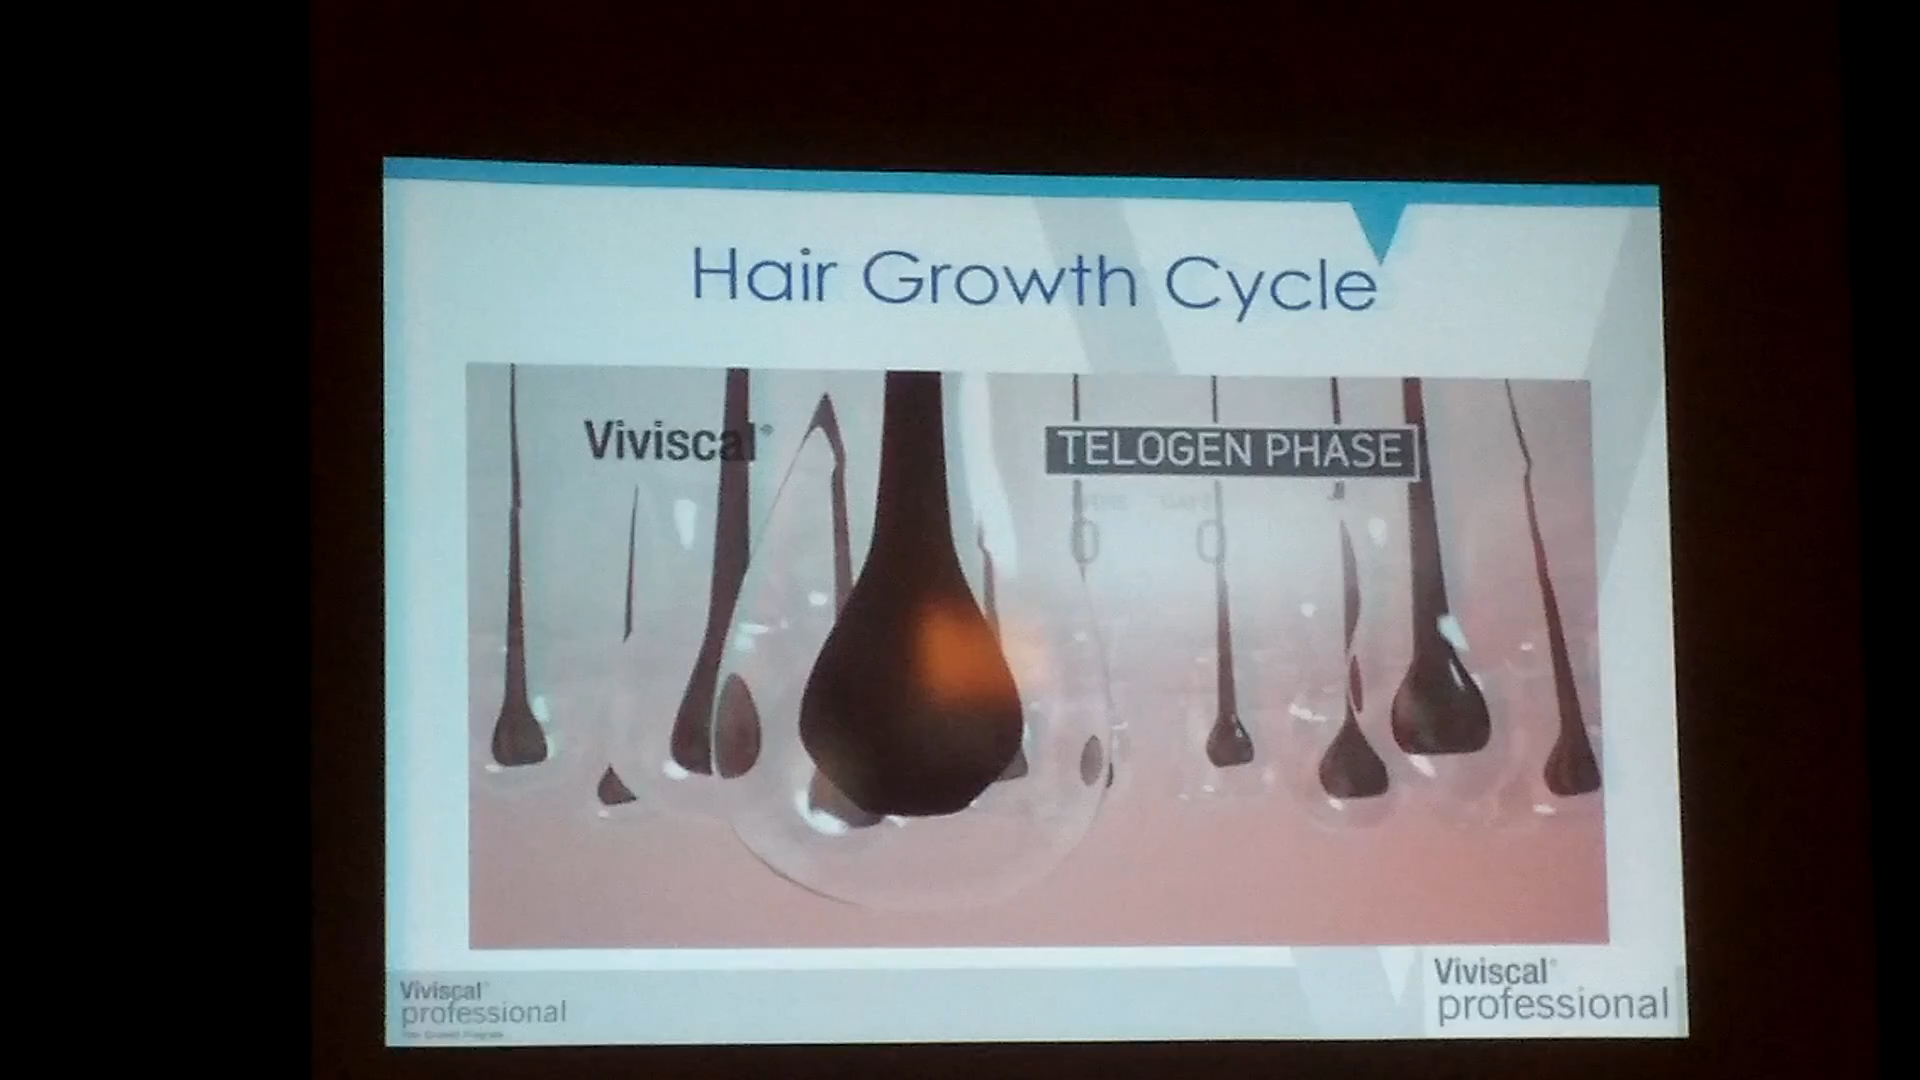 Hair Growth Cycle
Viviscal®
TELOGEN PHASE
Viviscal®
professional
Viviscal®
professional